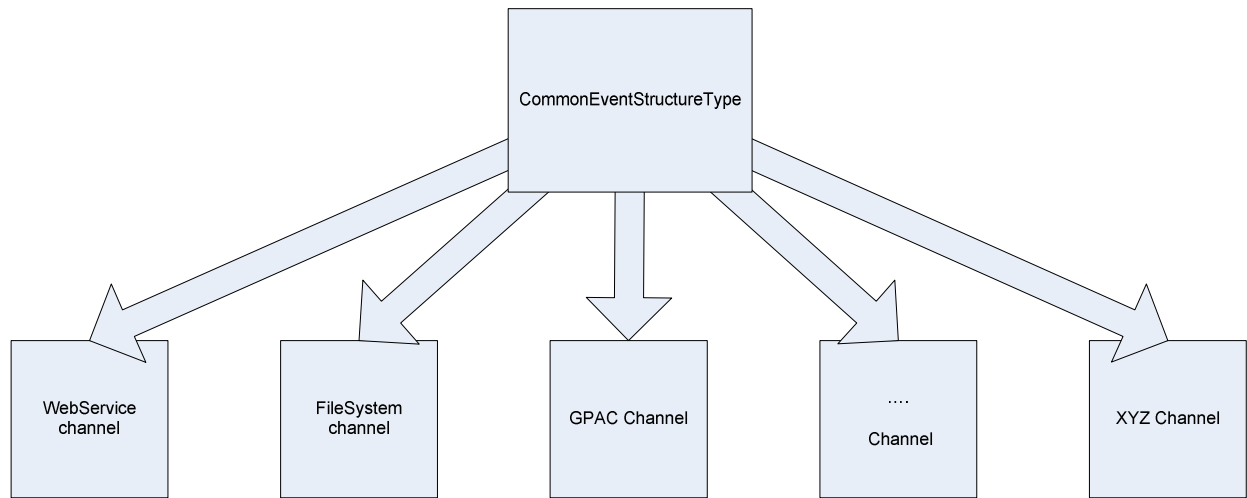 CommonEventStructureType
WebService
channel
FileSystem
channel
GPAC Channel
....
Channel
XYZ Channel